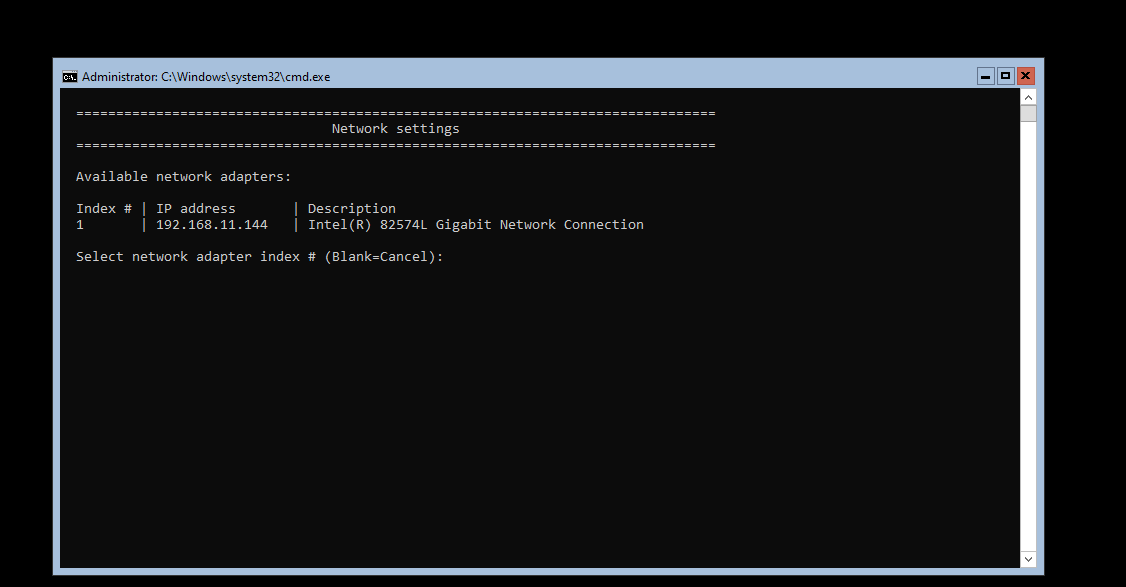 Administrator: C:\Windows\system32\cmd.exe
================================================================================
Network settings
================================================================================
Available network adapters:
Index # | IP address       | Description
1       | 192.168.11.144   | Intel(R) 82574L Gigabit Network Connection
Select network adapter index # (Blank=Cancel):